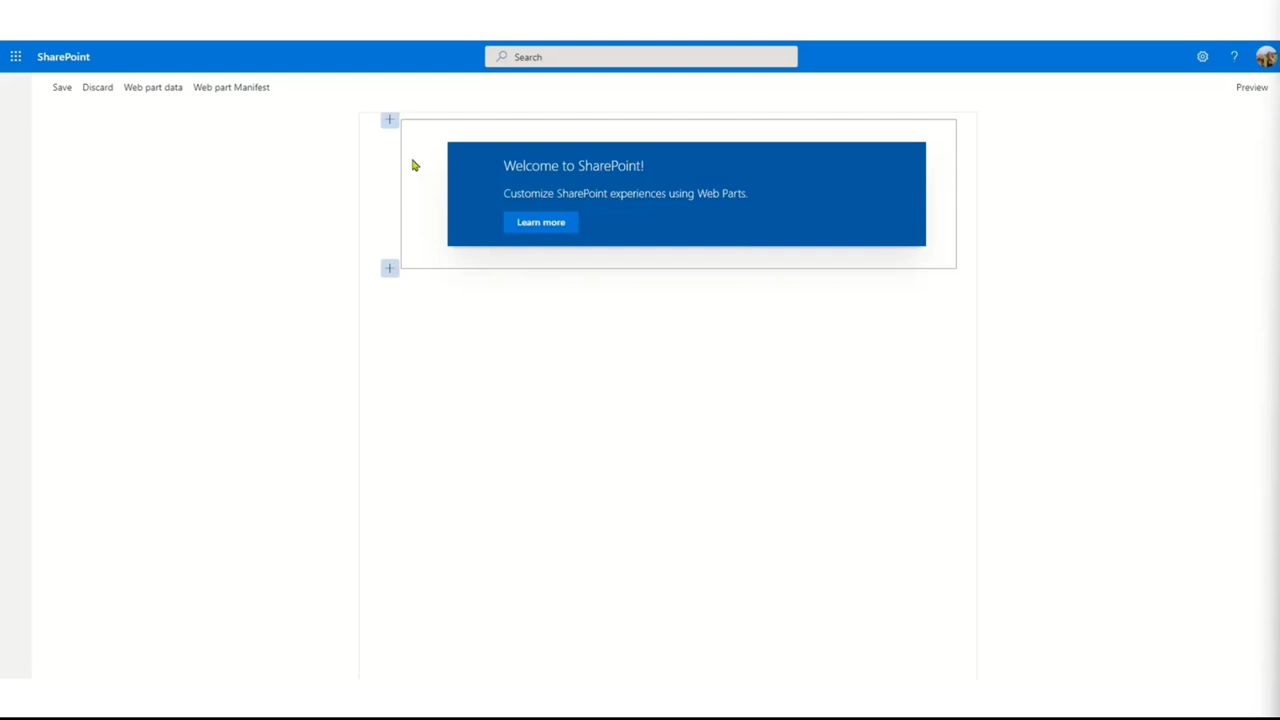 SharePoint
Search
?
Save Discard Web part data Web part Manifest
Preview
Welcome to SharePoint!
Customize SharePoint experiences using Web Parts.
Learn more